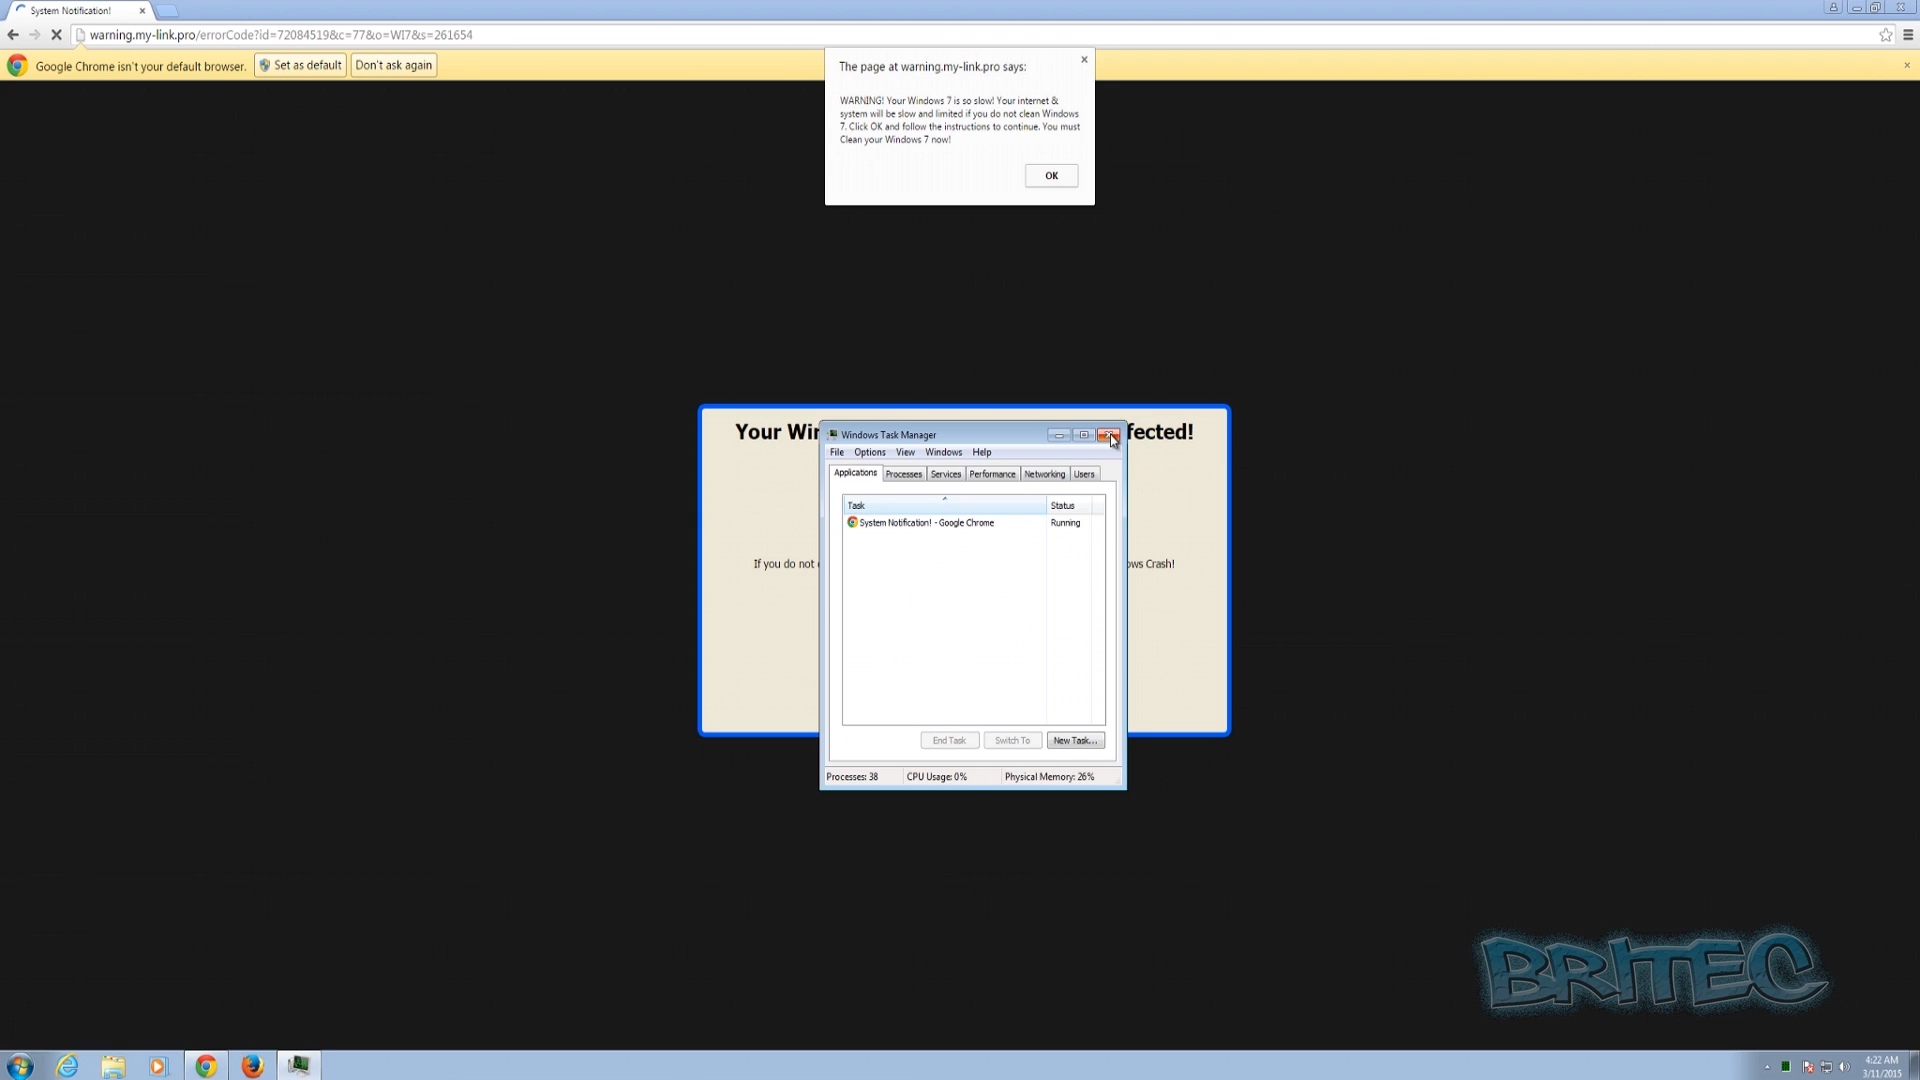 System Notification!
warning.my-link.pro/errorCode?id=72084519&c=77&o=WI7&s=261654
Google Chrome isn't your default browser.
Set as default
Don't ask again
The page at warning.my-link.pro says:
WARNING! Your Windows 7 is so slow! Your internet &
system will be slow and limited if you do not clean Windows
7. Click OK and follow the instructions to continue. You must
Clean your Windows 7 now!
OK
Your Wi
fected!
Windows Task Manager
File Options View Windows Help
Applications Processes Services Performance Networking Users
Task Status
System Notification! - Google Chrome Running
If you do not
ows Crash!
End Task Switch To New Task...
Processes: 38 CPU Usage: 0% Physical Memory: 26%
BRITEC
4:22 AM
3/11/2015